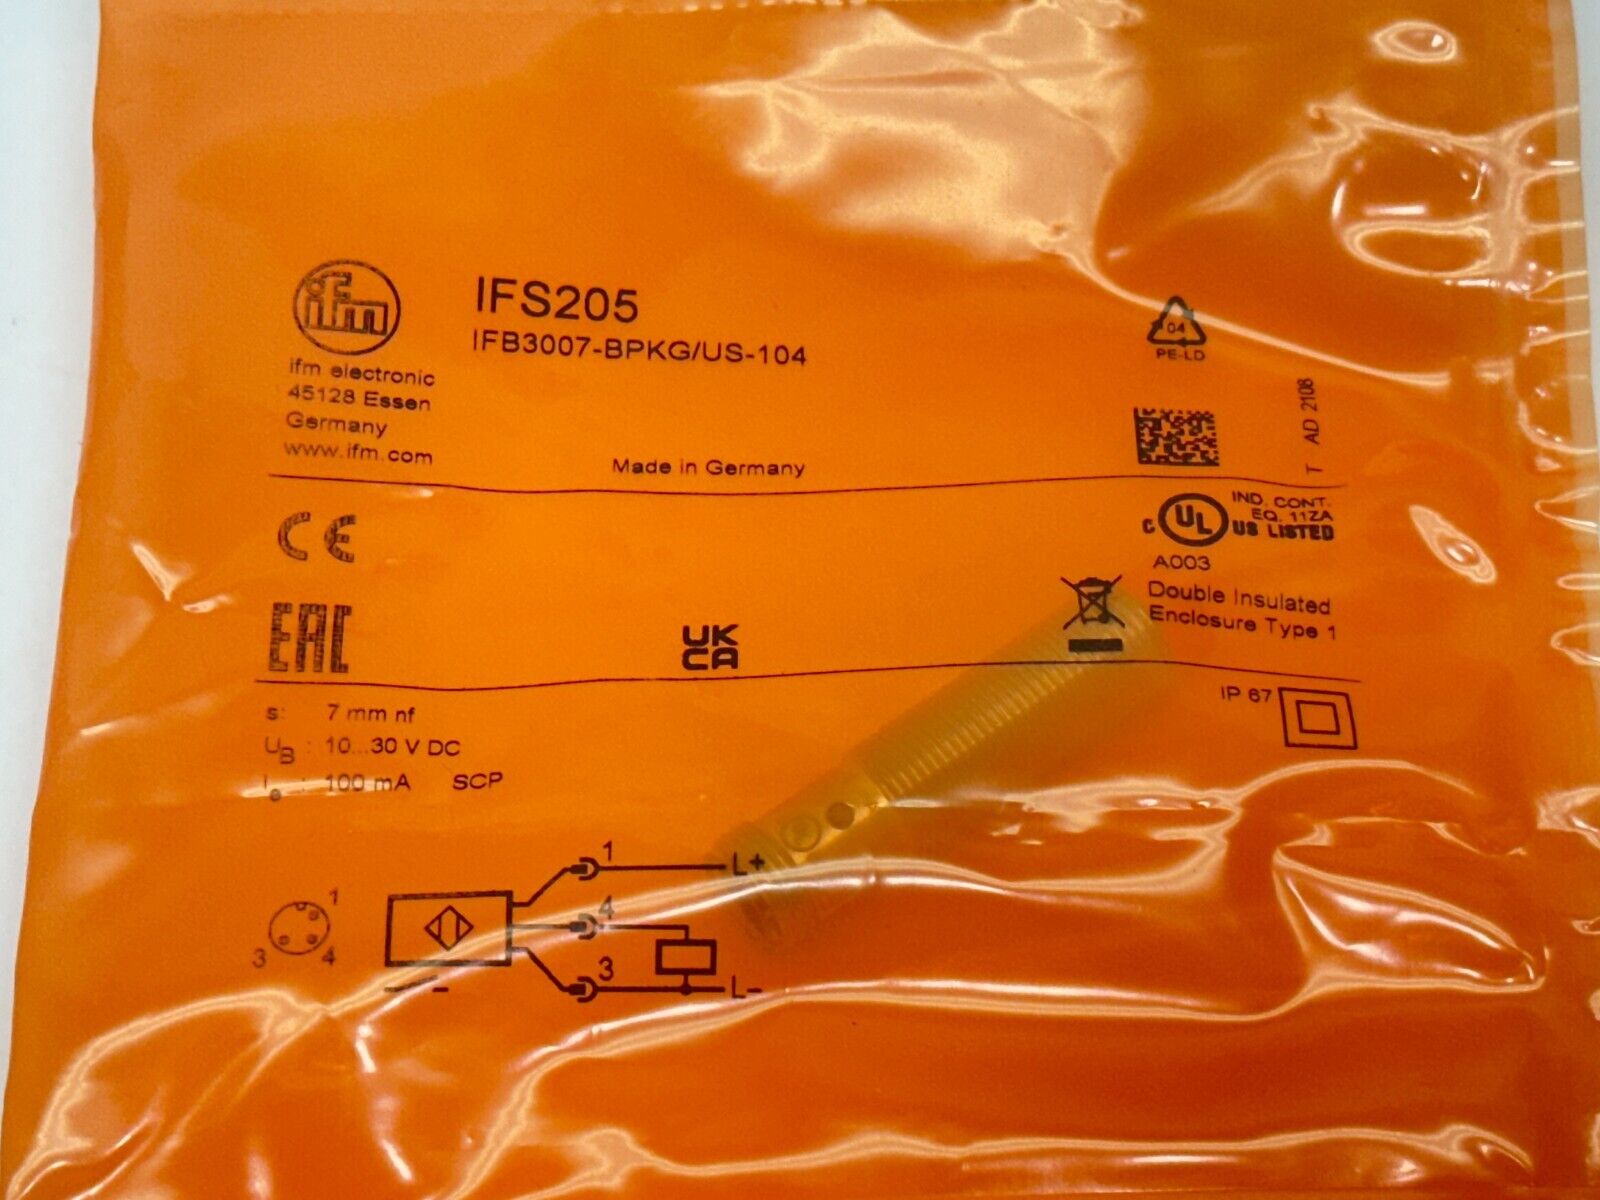 ifm
ifm electronic
45128 Essen
Germany
www.ifm.com
IFS205
IFB3007-BPKG/US-104
Made in Germany
04
PE-LD
T AD 2108
CE
EAC
UK
CA
C UL US LISTED
IND. CONT.
EQ. 11ZA
A003
Double Insulated
Enclosure Type 1
IP 67
s: 7 mm nf
UB : 10...30 V DC
Ie : 100 mA SCP
1
3
4
1
4
3
L+
L-